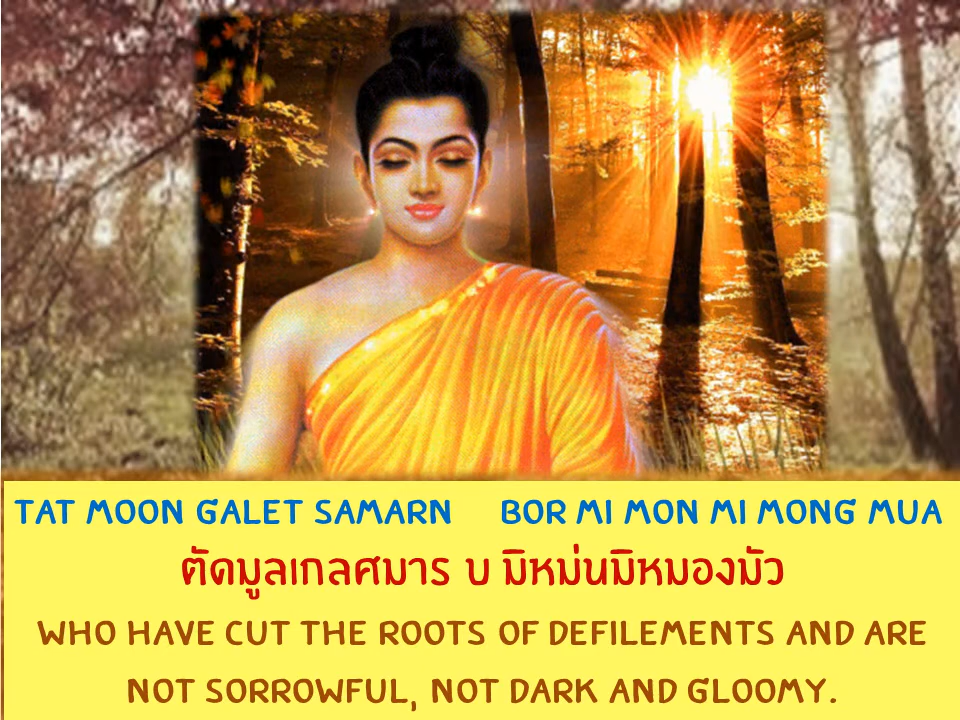 TAT MOON GALET SAMARN BOR MI MON MI MONG MUA
ตัดมูลเกลศมาร บ มิหม่นมิหมองมัว
WHO HAVE CUT THE ROOTS OF DEFILEMENTS AND ARE
NOT SORROWFUL, NOT DARK AND GLOOMY.